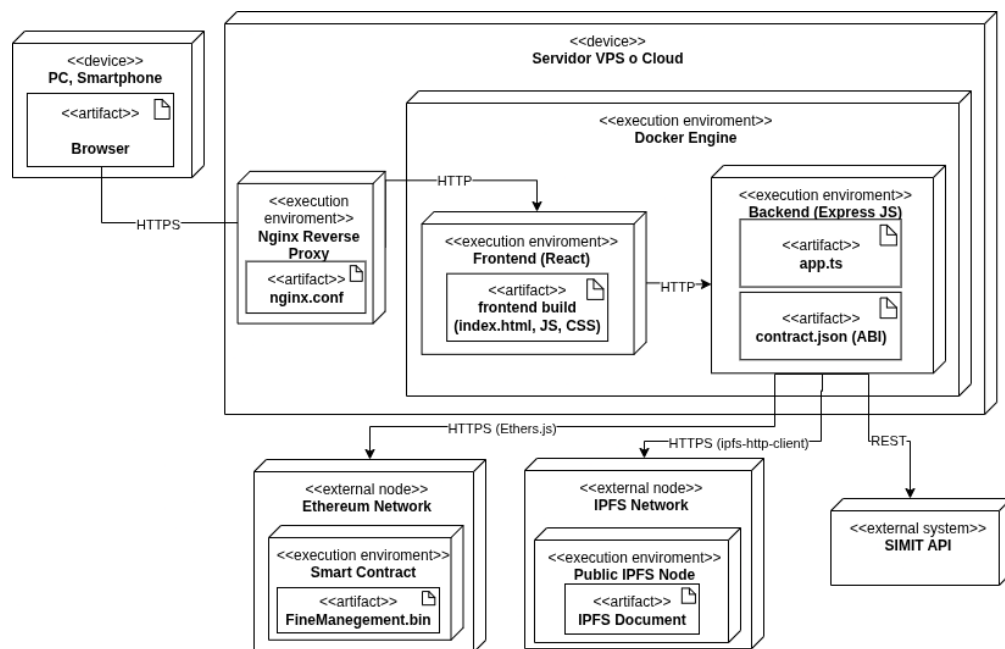 <<device>>
PC, Smartphone
<<artifact>>
Browser
HTTPS
<<device>>
Servidor VPS o Cloud
<<execution
enviroment>>
Nginx Reverse
Proxy
<<artifact>>
nginx.conf
HTTP
<<execution enviroment>>
Docker Engine
<<execution enviroment>>
Frontend (React)
<<artifact>>
frontend build
(index.html, JS, CSS)
HTTP
<<execution enviroment>>
Backend (Express JS)
<<artifact>>
app.ts
<<artifact>>
contract.json (ABI)
HTTPS (Ethers.js)
HTTPS (ipfs-http-client)
REST
<<external node>>
Ethereum Network
<<execution enviroment>>
Smart Contract
<<artifact>>
FineManegement.bin
<<external node>>
IPFS Network
<<execution enviroment>>
Public IPFS Node
<<artifact>>
IPFS Document
<<external system>>
SIMIT API